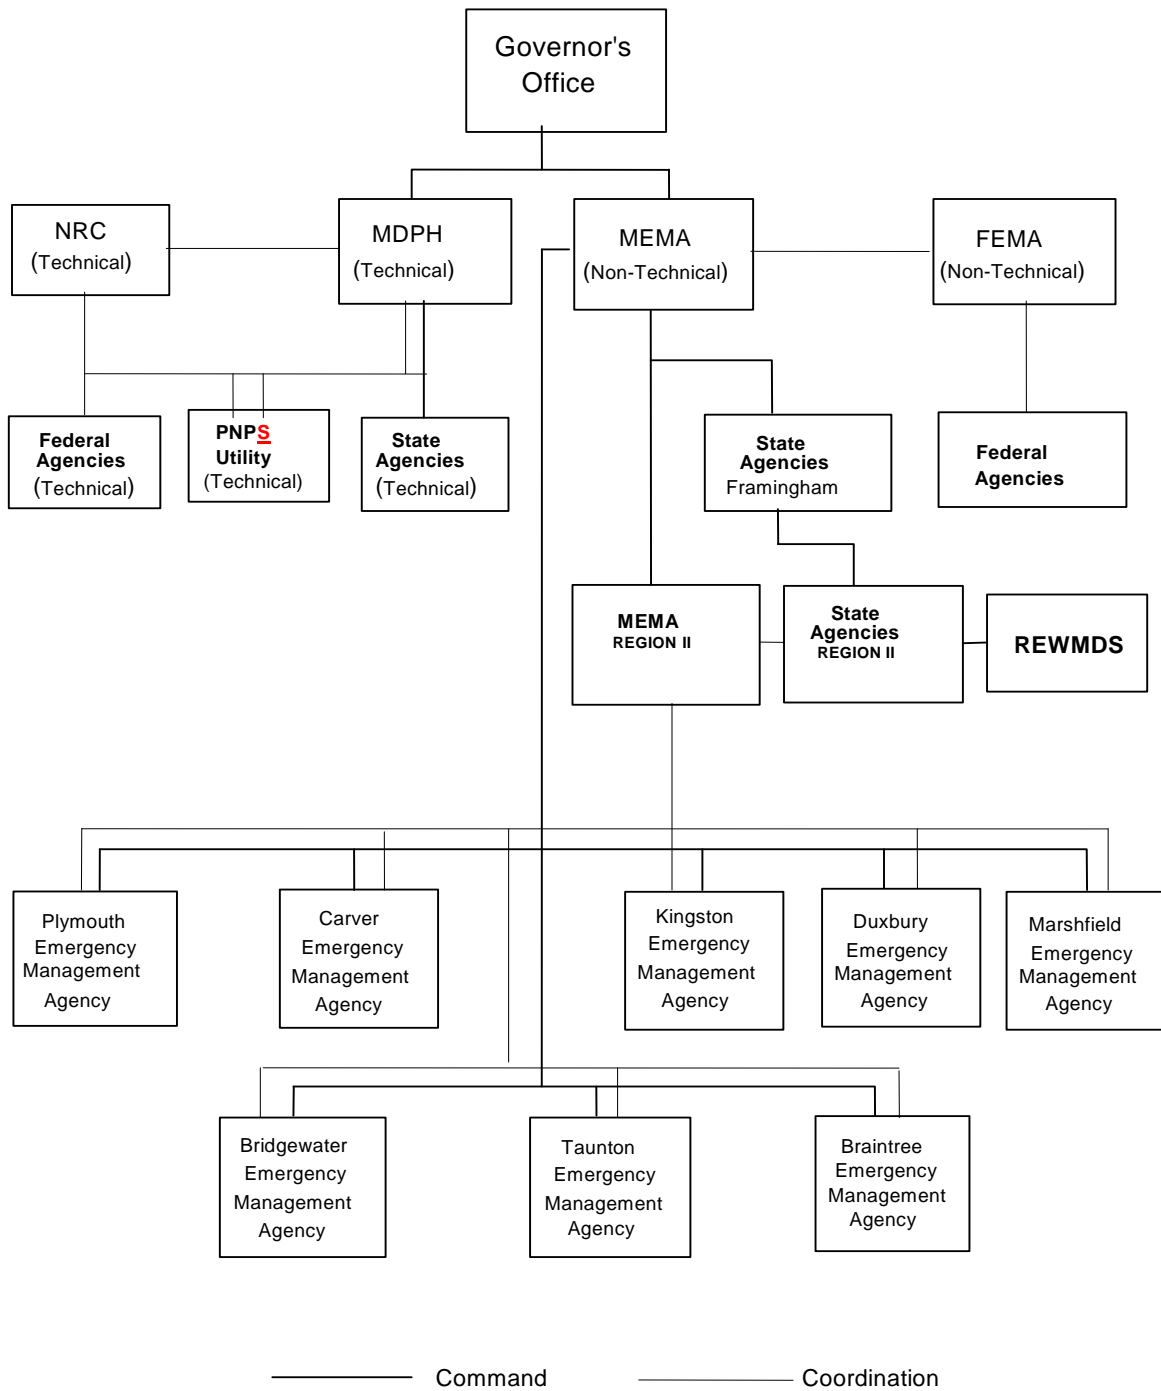 Governor's
Office
NRC
(Technical)
MDPH
(Technical)
MEMA
(Non-Technical)
FEMA
(Non-Technical)
Federal
Agencies
(Technical)
PNPS
Utility
(Technical)
State
Agencies
(Technical)
State
Agencies
Framingham
Federal
Agencies
MEMA
REGION II
State
Agencies
REGION II
REWMDS
Plymouth
Emergency
Management
Agency
Carver
Emergency
Management
Agency
Kingston
Emergency
Management
Agency
Duxbury
Emergency
Management
Agency
Marshfield
Emergency
Management
Agency
Bridgewater
Emergency
Management
Agency
Taunton
Emergency
Management
Agency
Braintree
Emergency
Management
Agency
Command
Coordination